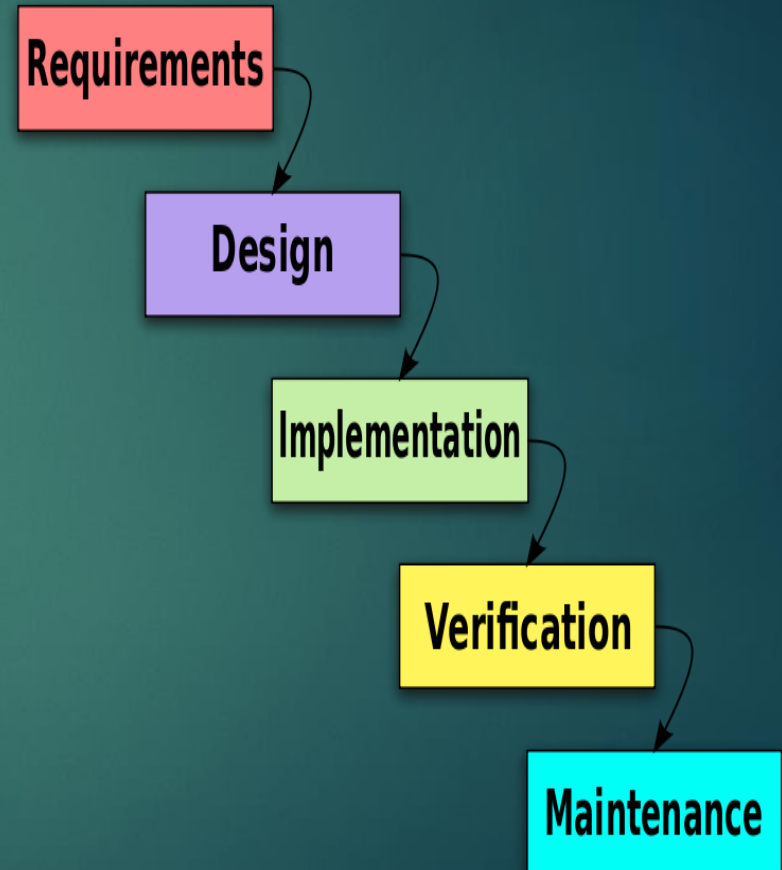 Requirements
Design
Implementation
Verification
Maintenance